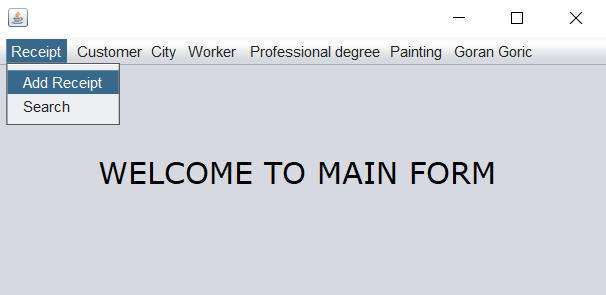 Receipt Customer City Worker Professional degree Painting Goran Goric
Add Receipt
Search
WELCOME TO MAIN FORM